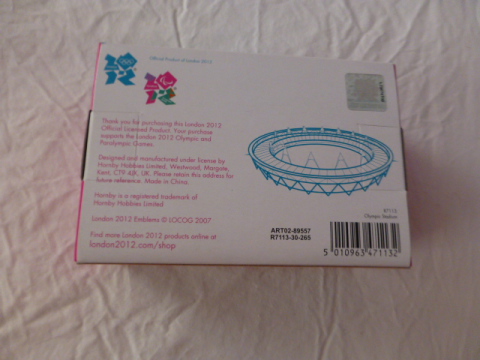 Official Product of London 2012
Thank you for purchasing this London 2012
Official Licensed Product. Your purchase
supports the London 2012 Olympic and
Paralympic Games.
Designed and manufactured under license by
Hornby Hobbies Limited, Westwood, Margate,
Kent, CT9 4JX, UK. Please retain this address for
future reference. Made in China.
Hornby is a registered trademark of
Hornby Hobbies Limited
London 2012 Emblems © LOCOG 2007
Find more London 2012 products online at
london2012.com/shop
R7113
Olympic Stadium
ART02-89557
R7113-30-265
5 010963 471132